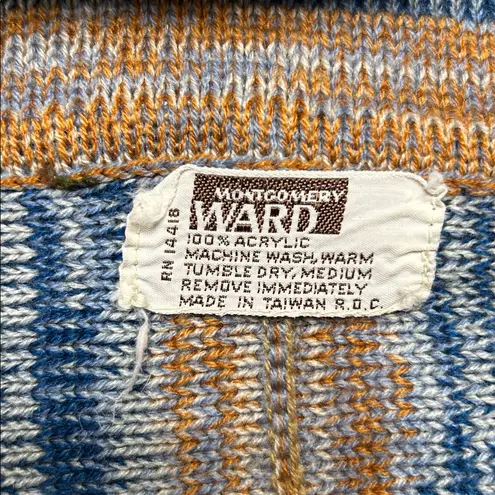 MONTGOMERY
WARD
100% ACRYLIC
MACHINE WASH, WARM
TUMBLE DRY, MEDIUM
REMOVE IMMEDIATELY
MADE IN TAIWAN R.O.C.
RN 14418